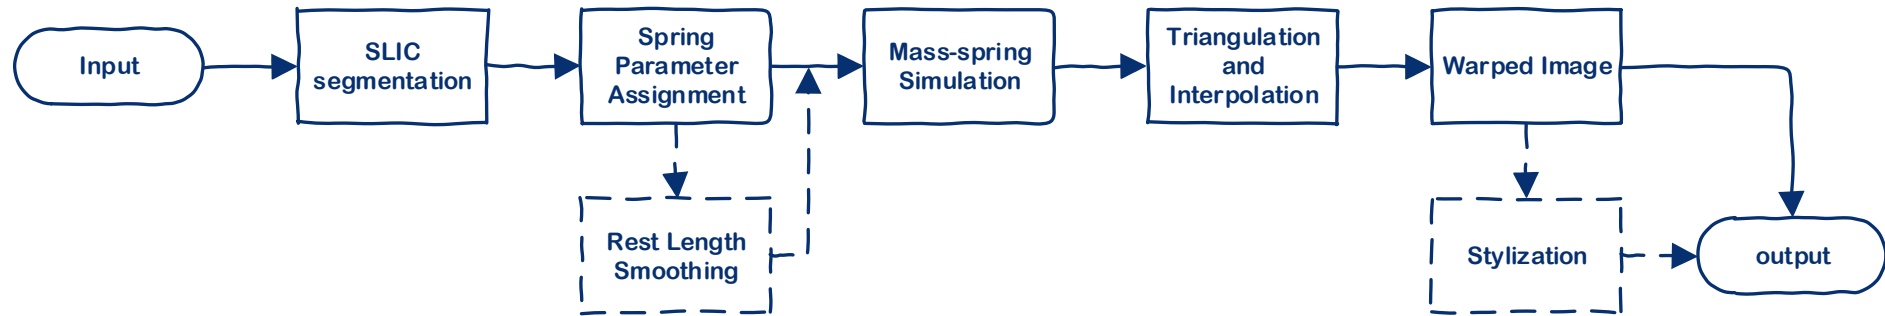 Input
SLIC
segmentation
Spring
Parameter
Assignment
Mass-spring
Simulation
Triangulation
and
Interpolation
Warped Image
Rest Length
Smoothing
Stylization
output